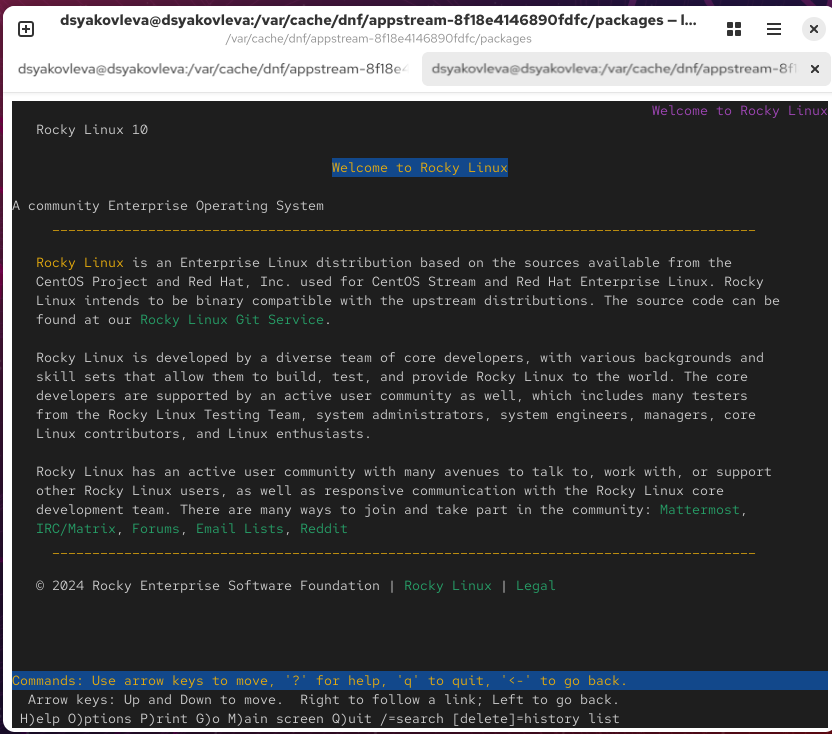 dsyakovleva@dsyakovleva:/var/cache/dnf/appstream-8f18e4146890fdfc/packages — l...
/var/cache/dnf/appstream-8f18e4146890fdfc/packages
dsyakovleva@dsyakovleva:/var/cache/dnf/appstream-8f18e4
dsyakovleva@dsyakovleva:/var/cache/dnf/appstream-8f1
Welcome to Rocky Linux
Rocky Linux 10
Welcome to Rocky Linux
A community Enterprise Operating System
Rocky Linux is an Enterprise Linux distribution based on the sources available from the
CentOS Project and Red Hat, Inc. used for CentOS Stream and Red Hat Enterprise Linux. Rocky
Linux intends to be binary compatible with the upstream distributions. The source code can be
found at our Rocky Linux Git Service.
Rocky Linux is developed by a diverse team of core developers, with various backgrounds and
skill sets that allow them to build, test, and provide Rocky Linux to the world. The core
developers are supported by an active user community as well, which includes many testers
from the Rocky Linux Testing Team, system administrators, system engineers, managers, core
Linux contributors, and Linux enthusiasts.
Rocky Linux has an active user community with many avenues to talk to, work with, or support
other Rocky Linux users, as well as responsive communication with the Rocky Linux core
development team. There are many ways to join and take part in the community: Mattermost,
IRC/Matrix, Forums, Email Lists, Reddit
© 2024 Rocky Enterprise Software Foundation | Rocky Linux | Legal
Commands: Use arrow keys to move, '?' for help, 'q' to quit, '<-' to go back.
Arrow keys: Up and Down to move.  Right to follow a link; Left to go back.
H)elp O)ptions P)rint G)o M)ain screen Q)uit /=search [delete]=history list